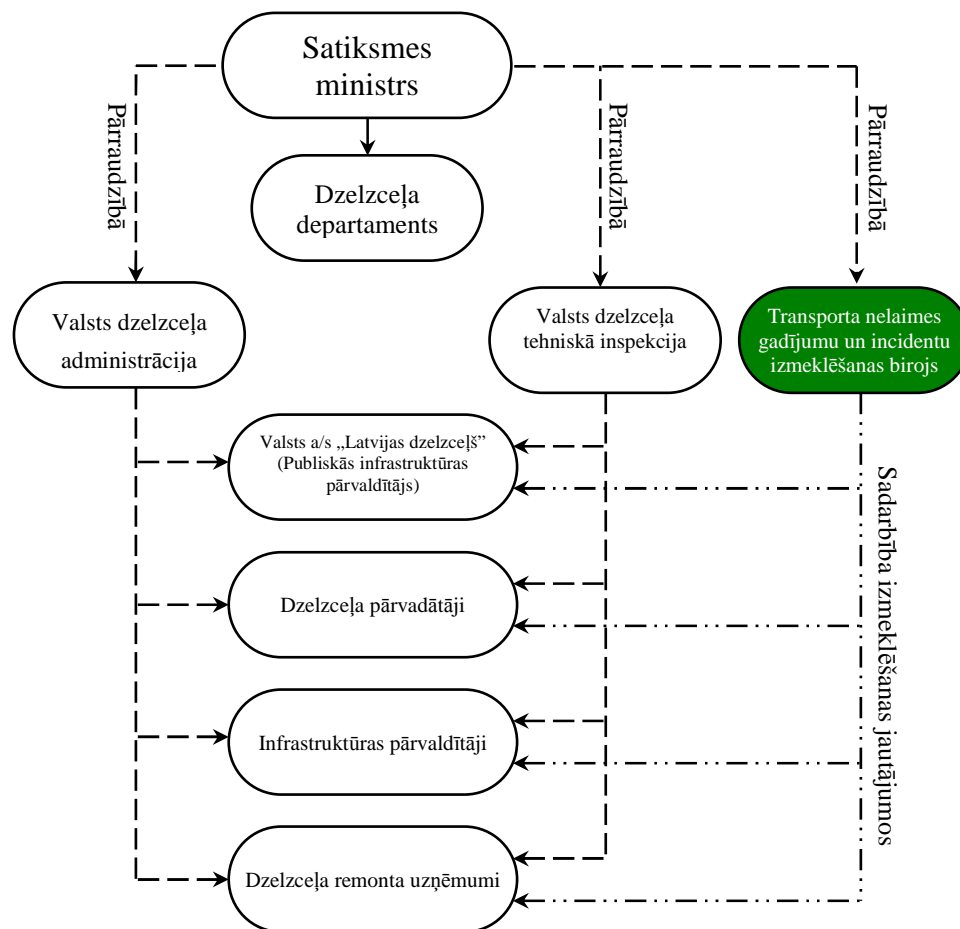 Satiksmes
ministrs
Pārraudzībā
Pārraudzībā
Pārraudzībā
Dzelzceļa
departaments
Valsts dzelzceļa
administrācija
Valsts dzelzceļa
tehniskā inspekcija
Transporta nelaimes
gadījumu un incidentu
izmeklēšanas birojs
Valsts a/s „Latvijas dzelzceļš”
(Publiskās infrastruktūras
pārvaldītājs)
Sadarbība izmeklēšanas jautājumos
Dzelzceļa pārvadātāji
Infrastruktūras pārvaldītāji
Dzelzceļa remonta uzņēmumi